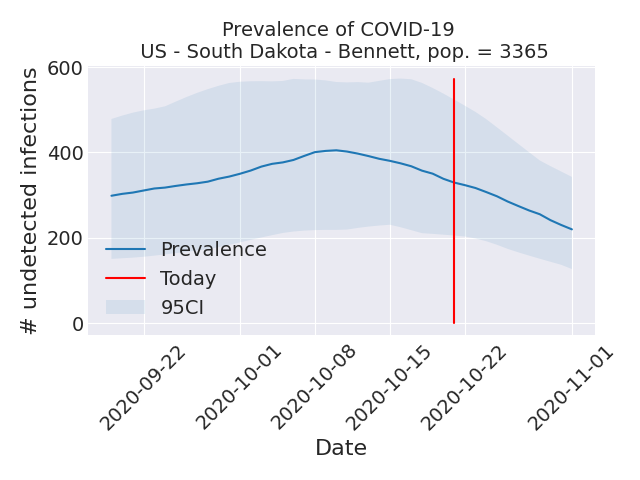 Prevalence of COVID-19
US - South Dakota - Bennett, pop. = 3365
# undetected infections
600
400
200
0
Prevalence
Today
95CI
2020-09-22
2020-10-01
2020-10-08
2020-10-15
2020-10-22
2020-11-01
Date